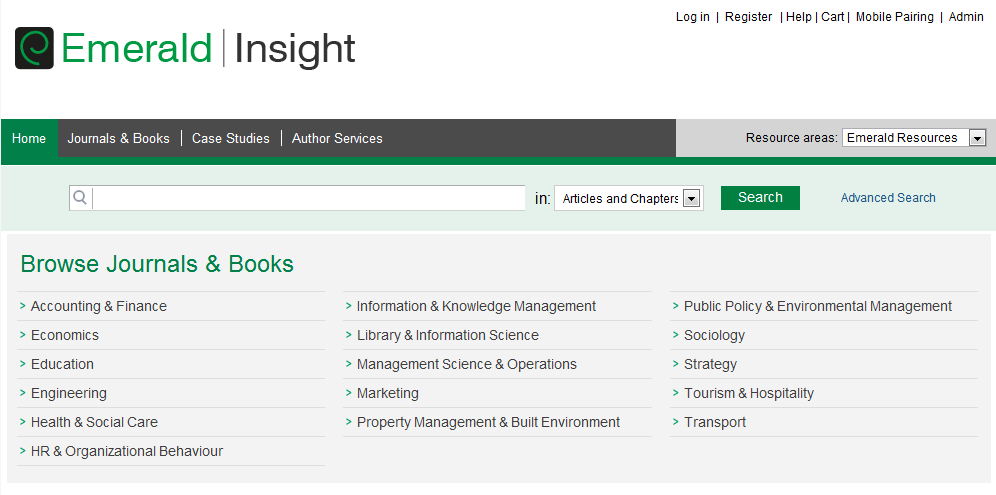 Log in | Register | Help | Cart | Mobile Pairing | Admin
Emerald | Insight
Home Journals & Books | Case Studies | Author Services
Resource areas: Emerald Resources
in: Articles and Chapters Search Advanced Search
Browse Journals & Books
> Accounting & Finance
> Economics
> Education
> Engineering
> Health & Social Care
> HR & Organizational Behaviour
> Information & Knowledge Management
> Library & Information Science
> Management Science & Operations
> Marketing
> Property Management & Built Environment
> Public Policy & Environmental Management
> Sociology
> Strategy
> Tourism & Hospitality
> Transport